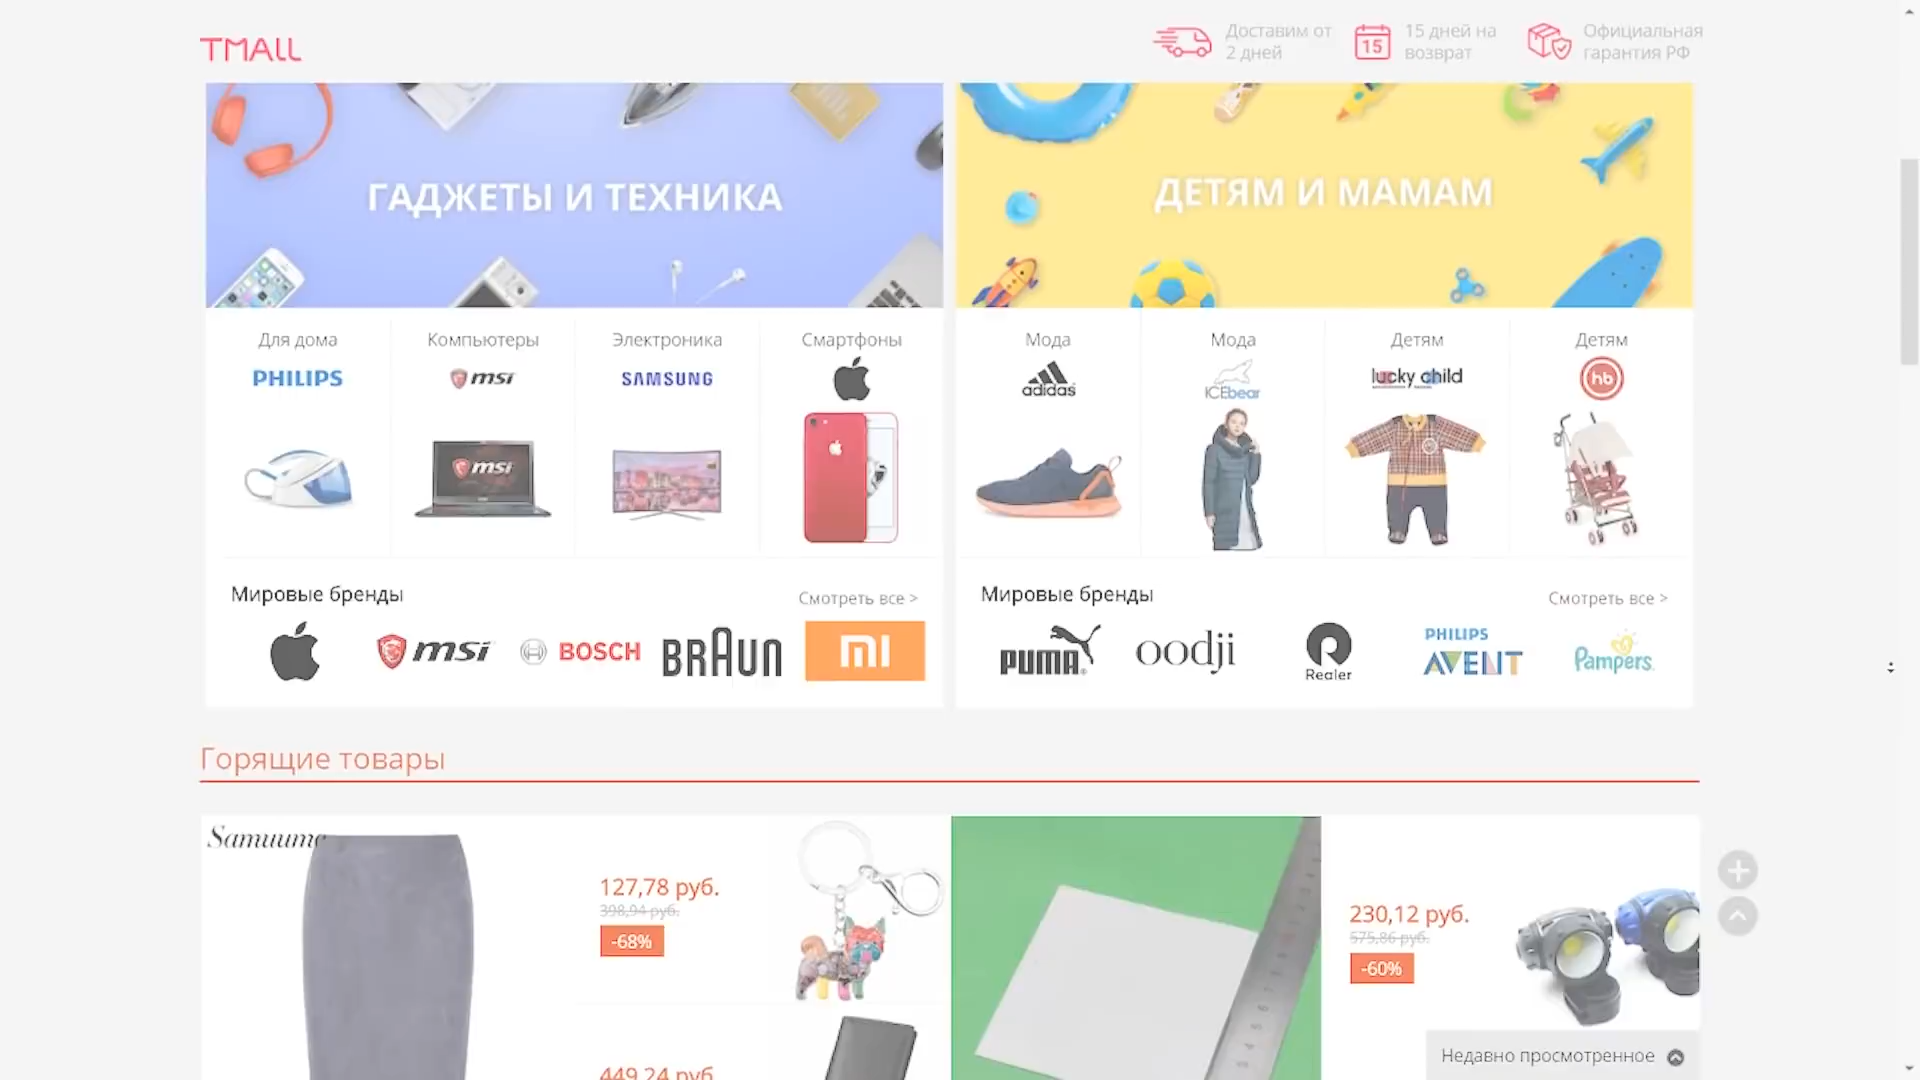 TMALL
Доставим от
2 дней
15
15 дней на
возврат
Официальная
гарантия РФ
ГАДЖЕТЫ И ТЕХНИКА
ДЕТЯМ И МАМАМ
Для дома
Компьютеры
Электроника
Смартфоны
Мода
Мода
Детям
Детям
PHILIPS
msi
SAMSUNG
adidas
ICEbear
lucky child
hb
msi
Мировые бренды
Смотреть все >
Мировые бренды
Смотреть все >
msi
BOSCH
BRAUN
MI
PUMA
oodji
Realer
PHILIPS
AVENT
Pampers
Горящие товары
127,78 руб.
398,94 руб.
-68%
230,12 руб.
575,86 руб.
-60%
449,24 руб.
Недавно просмотренное